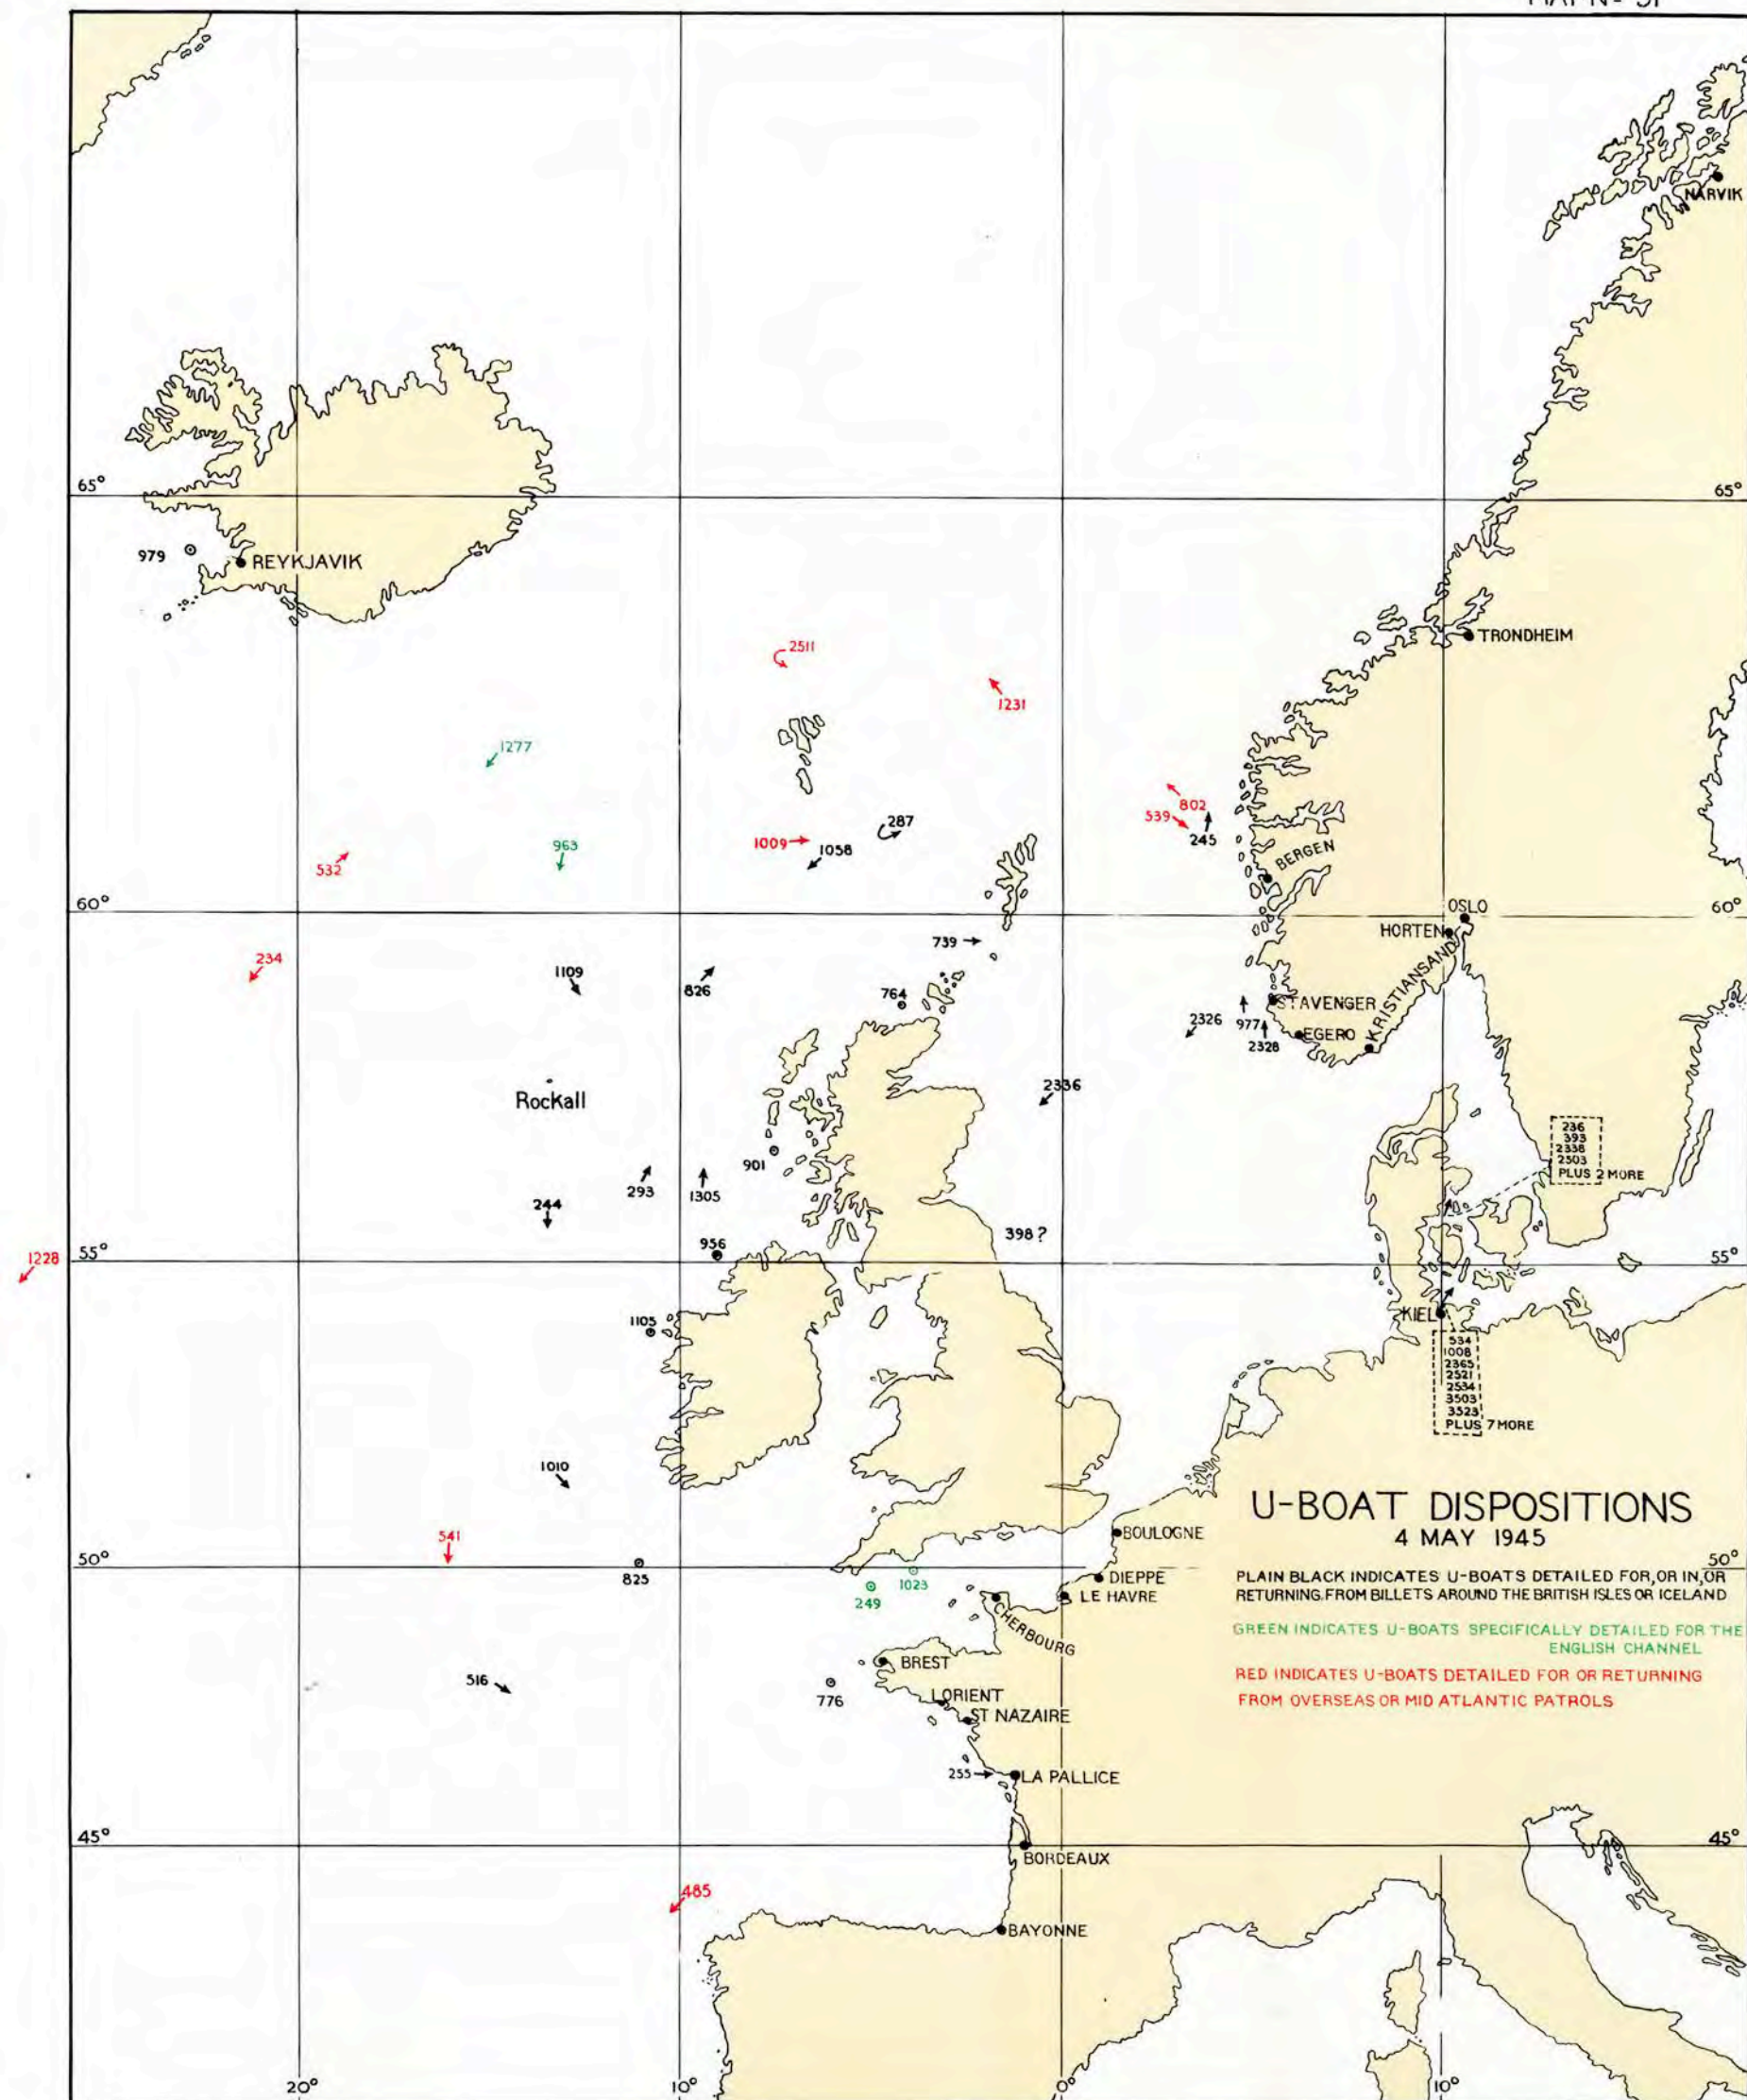 NARVIK
65°
65°
979
REYKJAVIK
TRONDHEIM
2511
1231
1277
802
539
245
287
1009
1058
963
532
BERGEN
60°
60°
OSLO
HORTEN
KRISTIANSAND
739
234
1109
826
764
STAVENGER
2326
977
EGERO
2328
2336
Rockall
236
393
2338
2503
PLUS 2 MORE
901
293
1305
244
398?
956
1228
55°
55°
KIEL
1105
534
1008
2365
2521
2534
3503
3523
PLUS 7 MORE
1010
U-BOAT DISPOSITIONS
4 MAY 1945
541
BOULOGNE
50°
50°
825
1023
249
DIEPPE
LE HAVRE
CHERBOURG
PLAIN BLACK INDICATES U-BOATS DETAILED FOR, OR IN, OR
RETURNING FROM BILLETS AROUND THE BRITISH ISLES OR ICELAND
GREEN INDICATES U-BOATS SPECIFICALLY DETAILED FOR THE
ENGLISH CHANNEL
RED INDICATES U-BOATS DETAILED FOR OR RETURNING
FROM OVERSEAS OR MID ATLANTIC PATROLS
BREST
516
776
LORIENT
ST NAZAIRE
255
LA PALLICE
45°
45°
BORDEAUX
485
BAYONNE
20°
10°
0°
10°